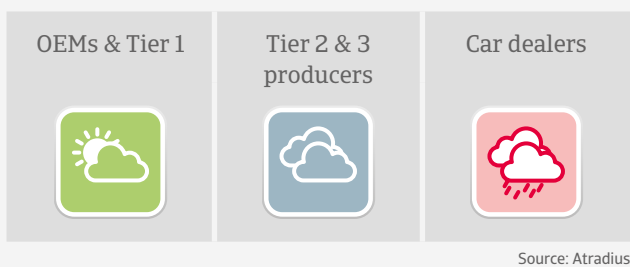 OEMs & Tier 1
Tier 2 & 3
producers
Car dealers
Source: Atradius